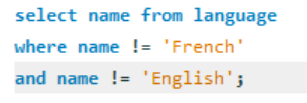 select name from language
where name != 'French'
and name != 'English';